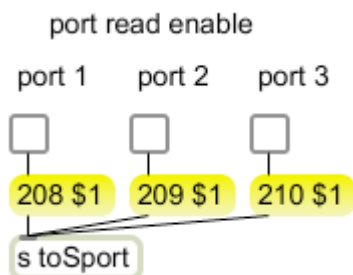 port read enable
port 1 port 2 port 3
208 $1 209 $1 210 $1
s toSport